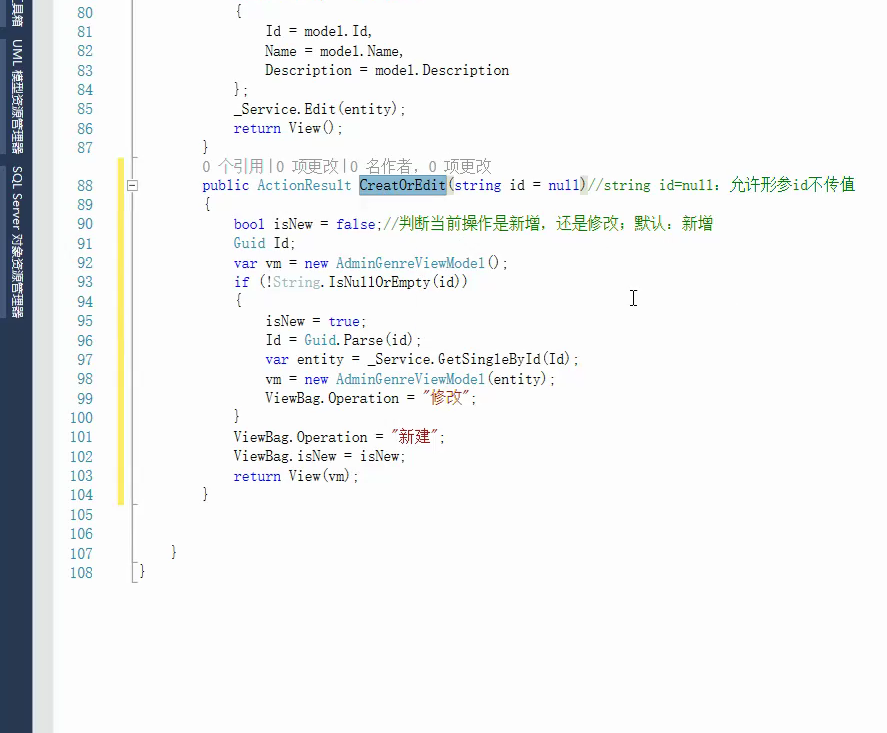 具箱
UML 模型资源管理器
SQL Server 对象资源管理器
80 {
81 Id = model.Id,
82 Name = model.Name,
83 Description = model.Description
84 };
85 _Service.Edit(entity);
86 return View();
87 }
0 个引用|0 项更改|0 名作者, 0 项更改
88 public ActionResult CreatOrEdit(string id = null)//string id=null: 允许形参id不传值
89 {
90 bool isNew = false;//判断当前操作是新增，还是修改；默认：新增
91 Guid Id;
92 var vm = new AdminGenreViewModel();
93 if (!String.IsNullOrEmpty(id))
94 {
95 isNew = true;
96 Id = Guid.Parse(id);
97 var entity = _Service.GetSingleById(Id);
98 vm = new AdminGenreViewModel(entity);
99 ViewBag.Operation = "修改";
100 }
101 ViewBag.Operation = "新建";
102 ViewBag.isNew = isNew;
103 return View(vm);
104 }
105
106
107 }
108 }